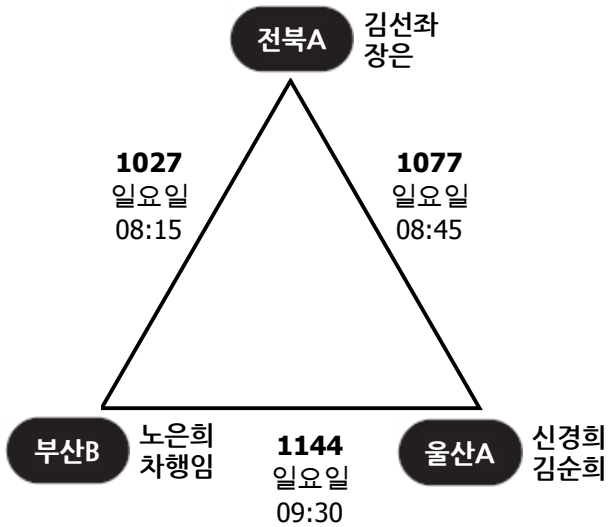 전북A
김선좌
장은
1027
일요일
08:15
1077
일요일
08:45
부산B
노은희
차행임
1144
일요일
09:30
울산A
신경희
김순희